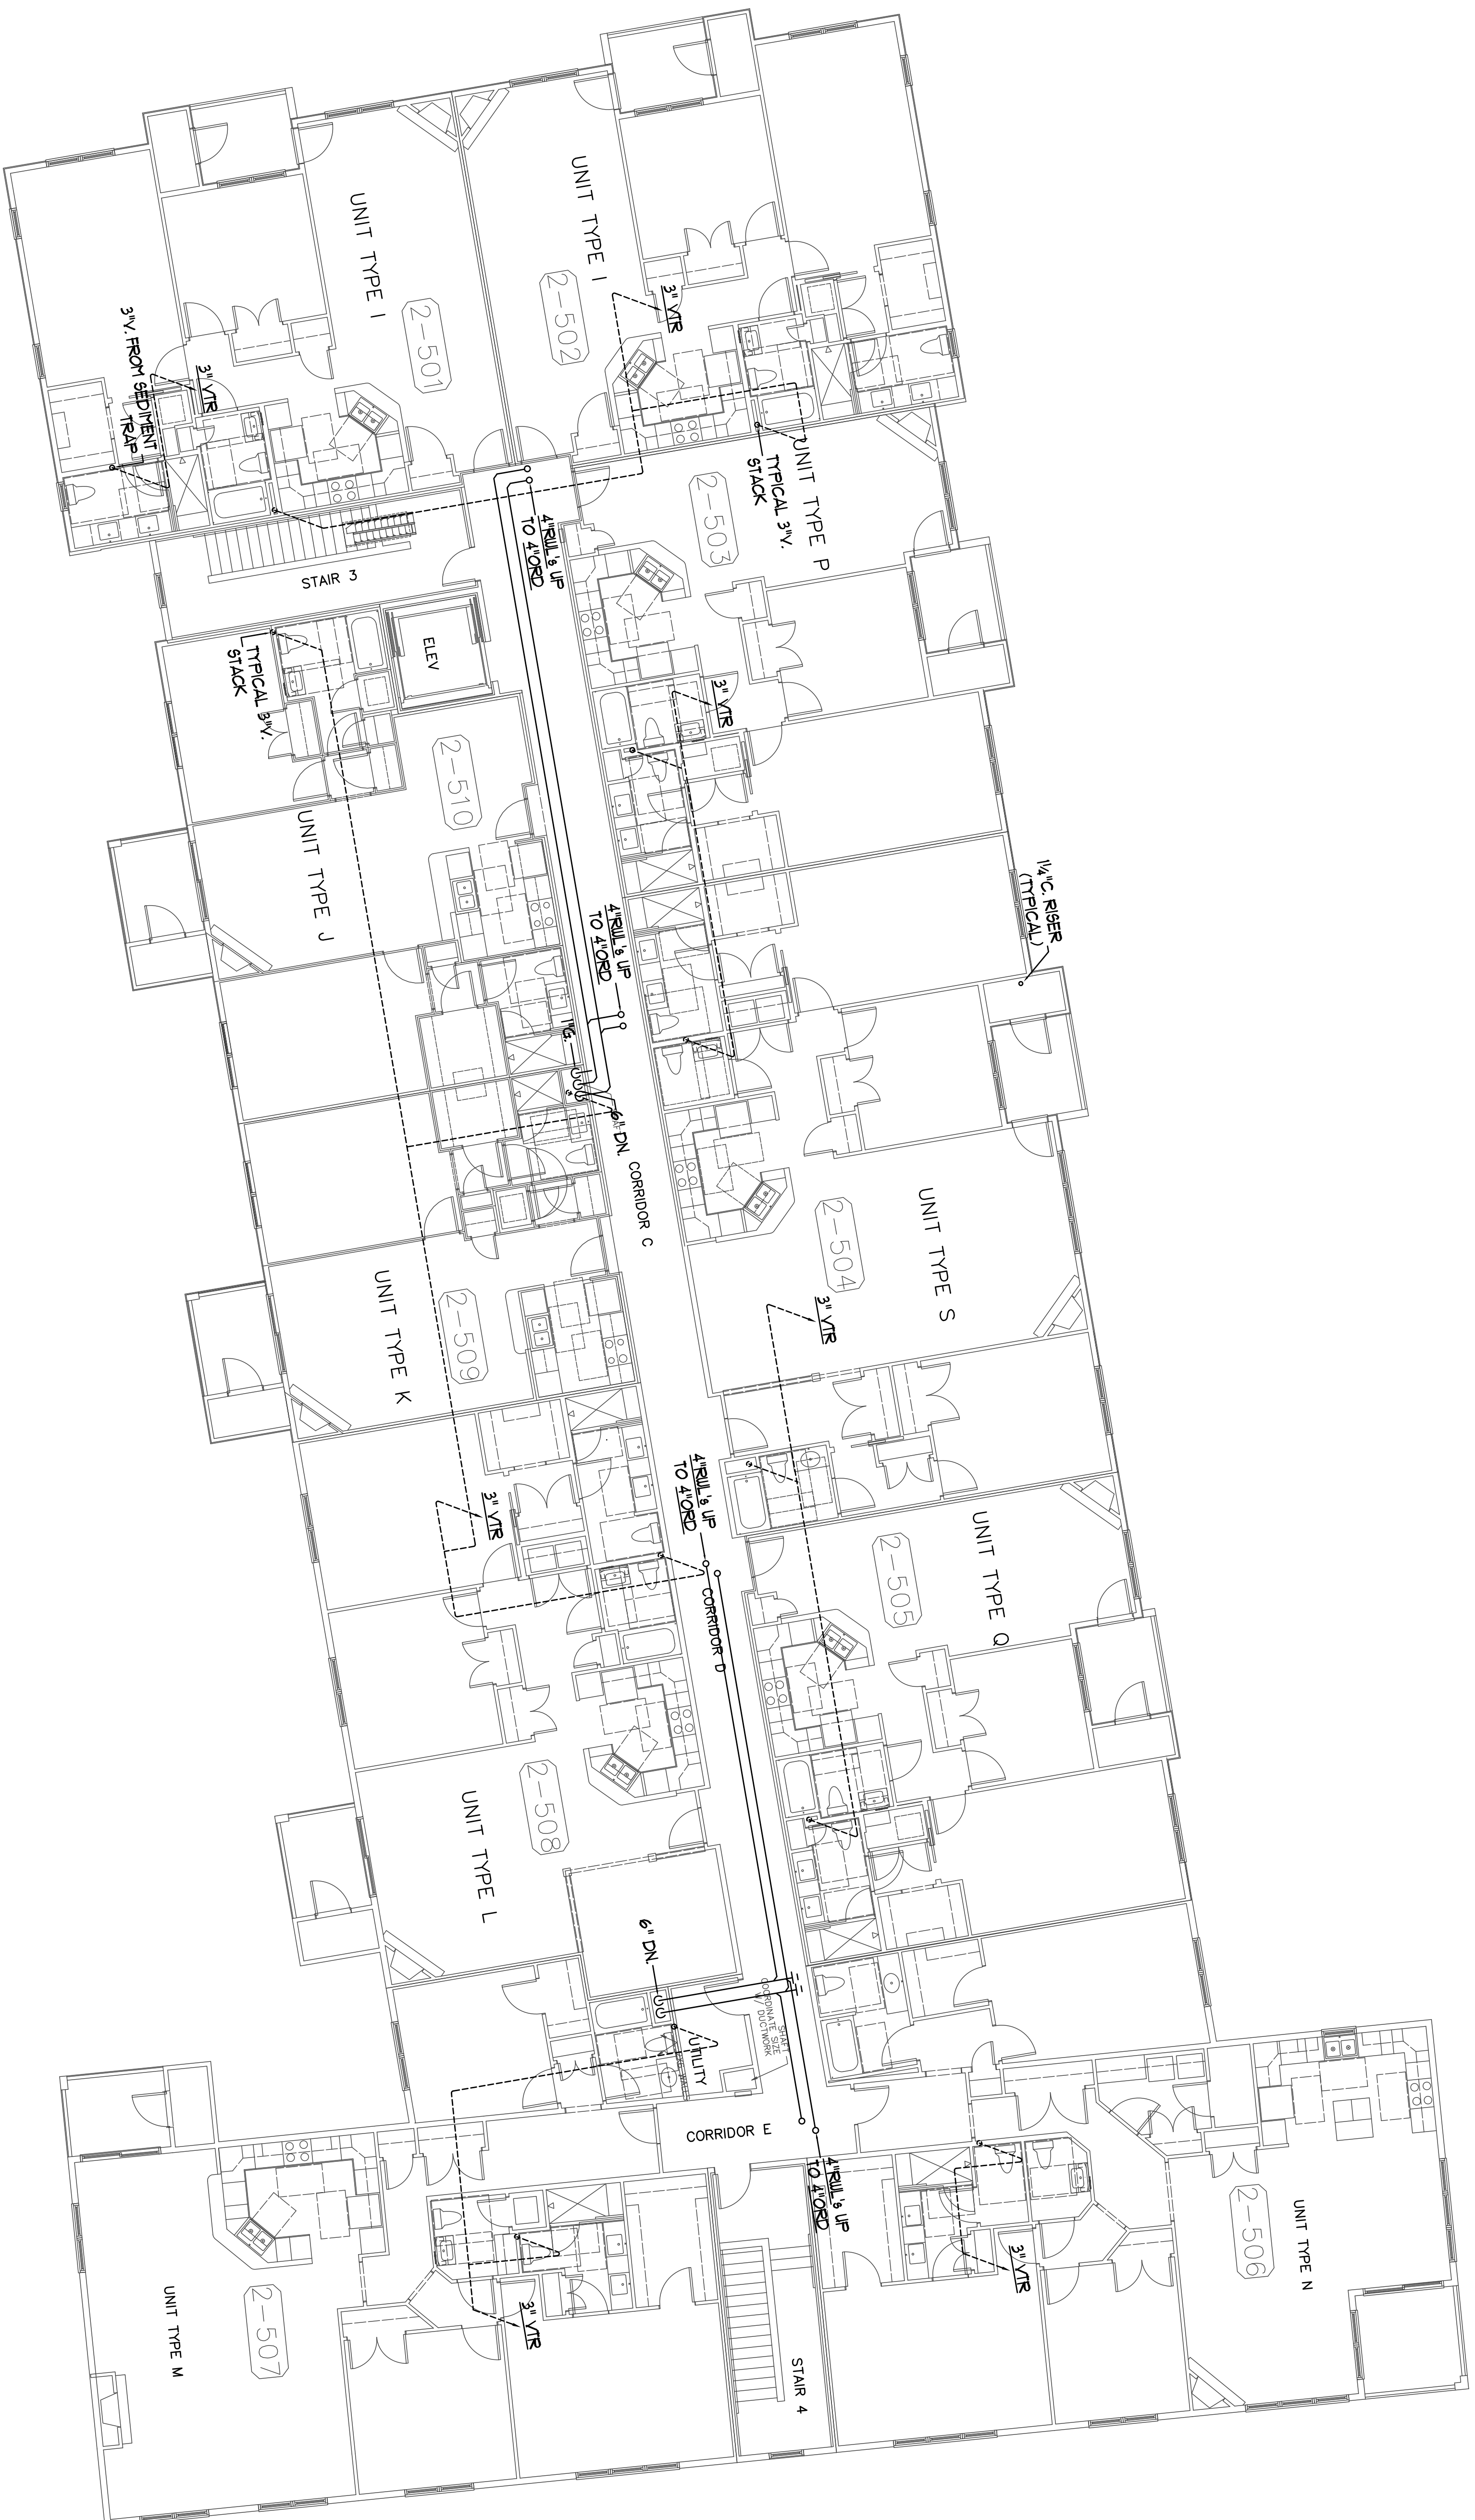 UNIT TYPE I
2-501
UNIT TYPE I
2-502
3" VTR
3" VTR
3"V. FROM SEDIMENT
TRAP
UNIT TYPE P
2-503
TYPICAL 3"V.
STACK
4"RWL's UP
TO 4"ORD
STAIR 3
ELEV
TYPICAL 3"V.
STACK
3" VTR
2-510
UNIT TYPE J
1¼"C. RISER
(TYPICAL)
4"RWL's UP
TO 4"ORD
1"G.
6" DN.
CORRIDOR C
UNIT TYPE S
2-504
3" VTR
UNIT TYPE K
2-509
4"RWL's UP
TO 4"ORD
3" VTR
CORRIDOR D
UNIT TYPE Q
2-505
2-508
UNIT TYPE L
6" DN.
SHAFT
COORDINATE SIZE
W/ DUCTWORK
UTILITY
CORRIDOR E
4"RWL's UP
TO 4"ORD
3" VTR
2-506
UNIT TYPE N
3" VTR
2-507
UNIT TYPE M
STAIR 4